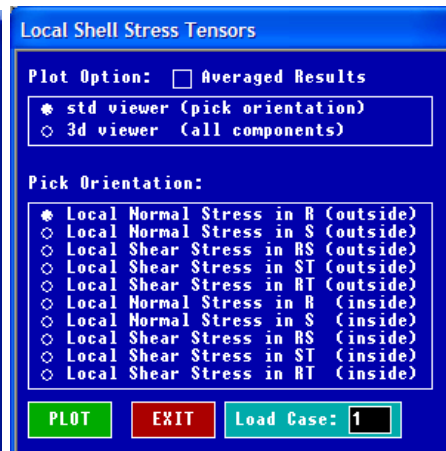 Local Shell Stress Tensors
Plot Option: Averaged Results
std viewer (pick orientation)
3d viewer (all components)
Pick Orientation:
Local Normal Stress in R (outside)
Local Normal Stress in S (outside)
Local Shear Stress in RS (outside)
Local Shear Stress in ST (outside)
Local Shear Stress in RT (outside)
Local Normal Stress in R (inside)
Local Normal Stress in S (inside)
Local Shear Stress in RS (inside)
Local Shear Stress in ST (inside)
Local Shear Stress in RT (inside)
PLOT EXIT Load Case: 1